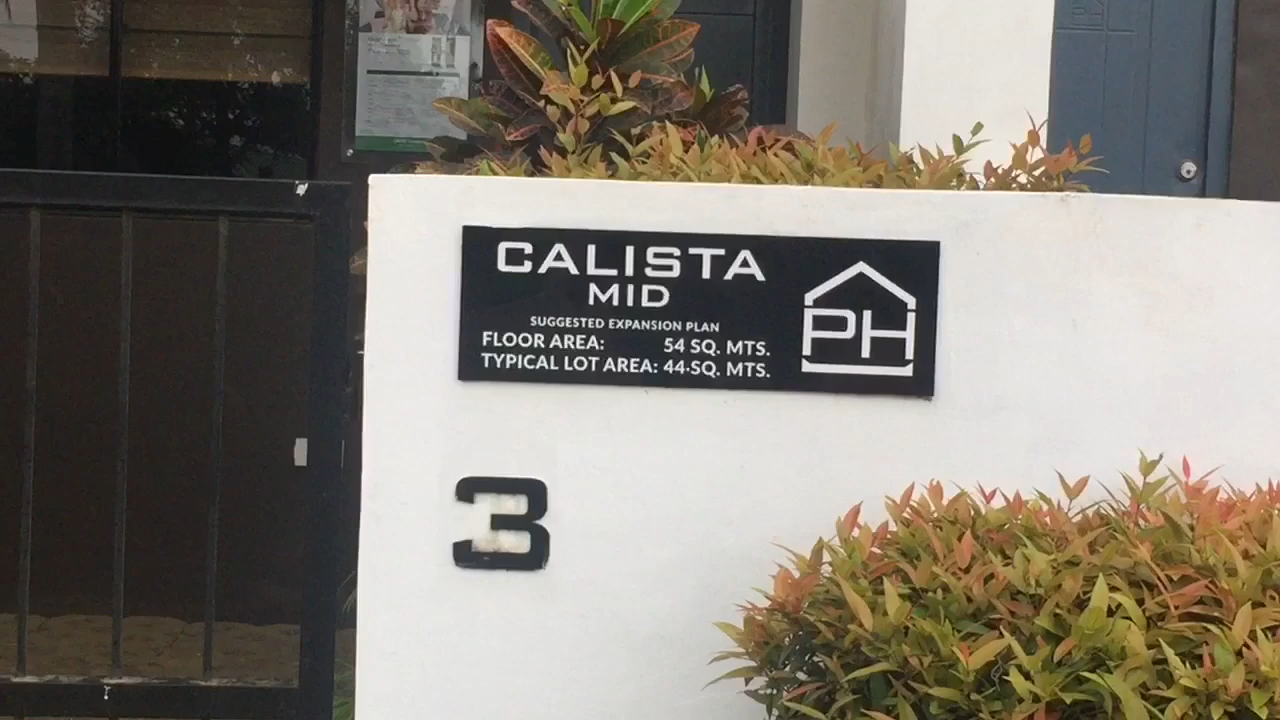 CALISTA
MID
SUGGESTED EXPANSION PLAN
FLOOR AREA: 54 SQ. MTS.
TYPICAL LOT AREA: 44 SQ. MTS.
PH
3